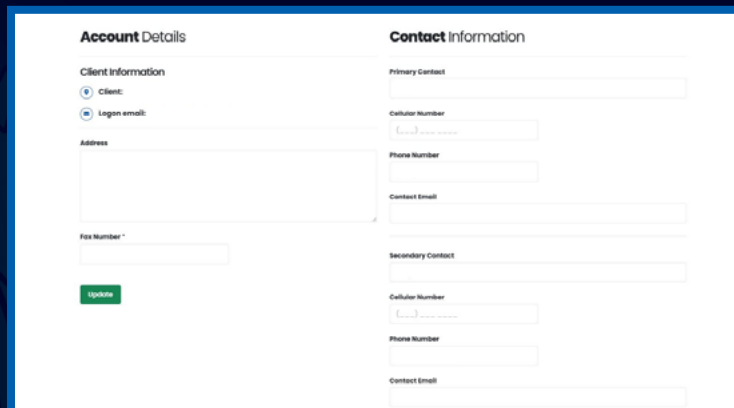 Account Details
Client Information
Client:
Logon email:
Address
Fax Number *
Update
Contact Information
Primary Contact
Cellular Number
(___) ___ ____
Phone Number
Contact Email
Secondary Contact
Cellular Number
(___) ___ ____
Phone Number
Contact Email